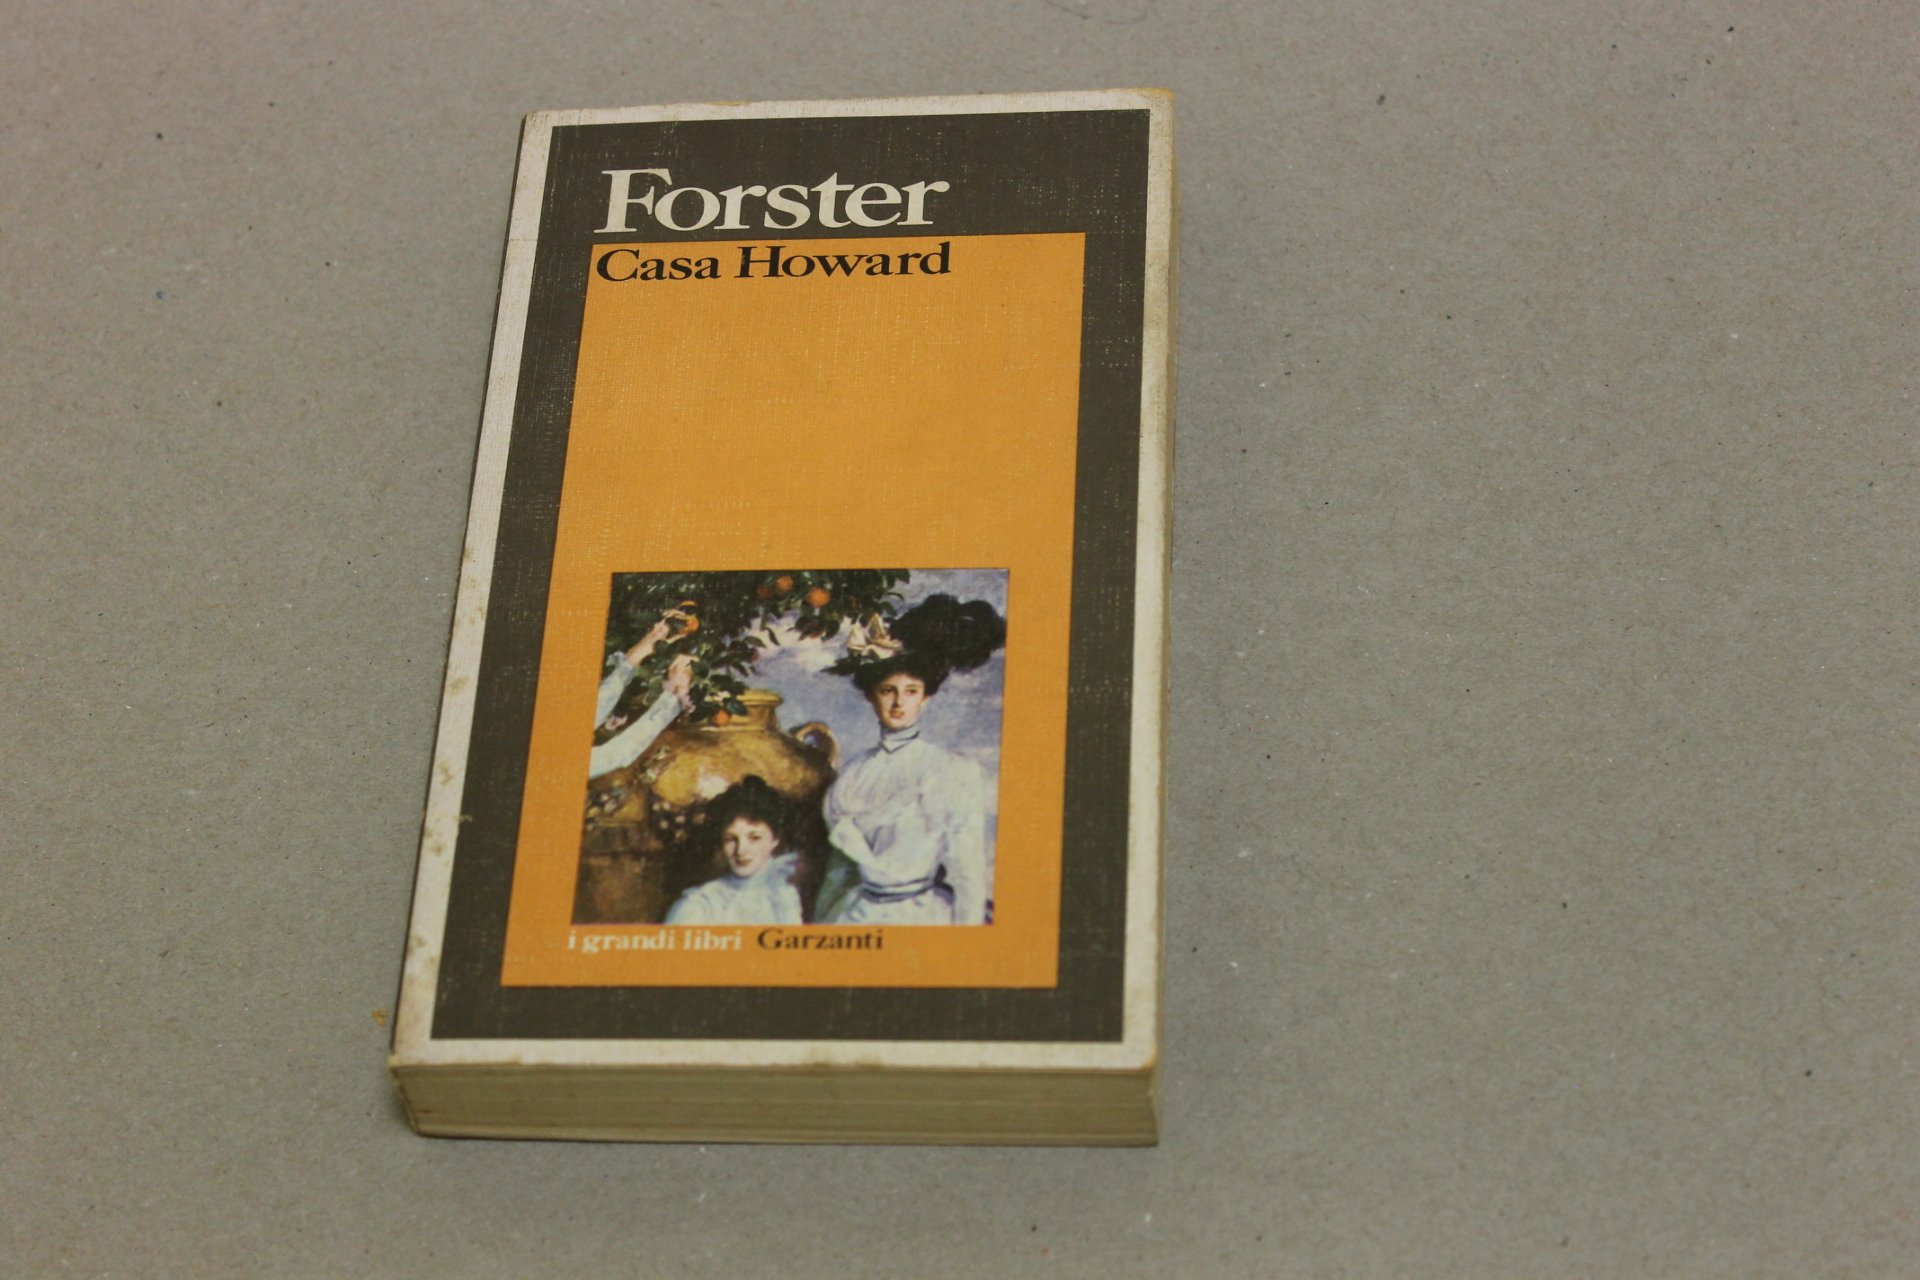 Forster
Casa Howard
i grandi libri Garzanti